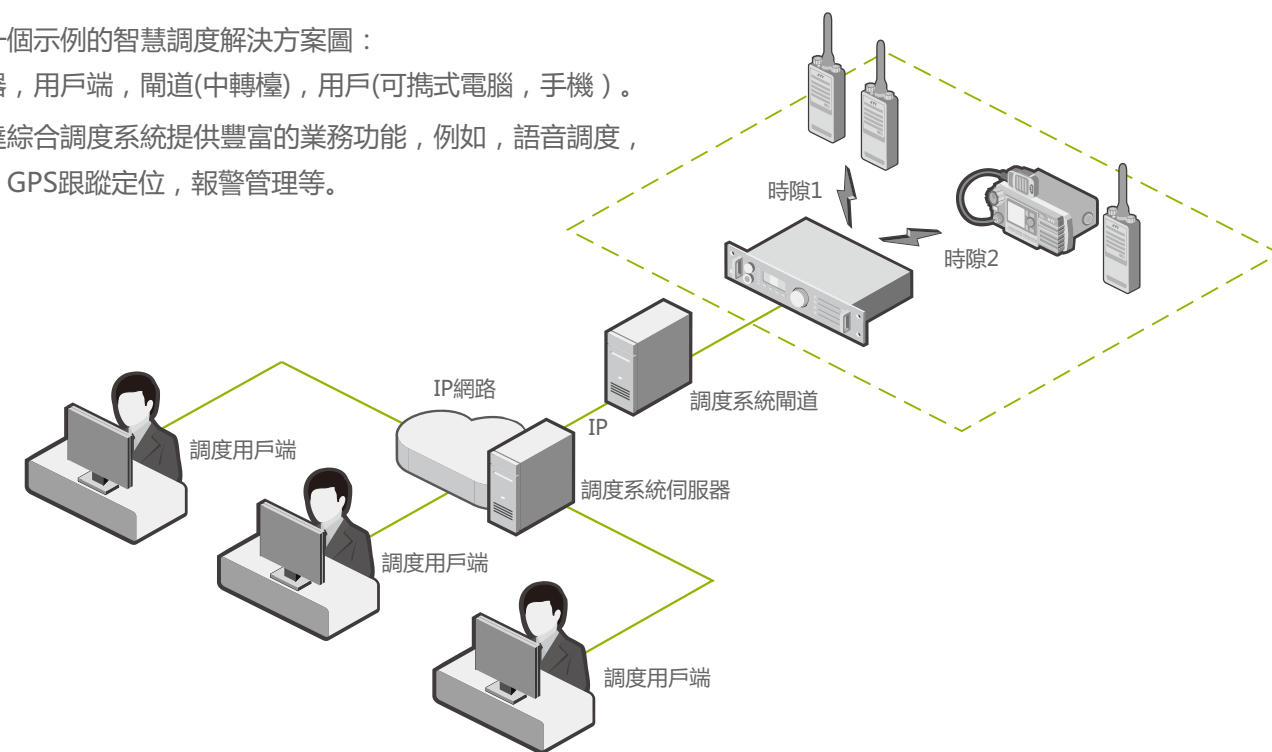 個示例的智慧調度解決方案圖：
，用戶端，閘道(中轉檯)，用戶(可携式電腦，手機）。
綜合調度系統提供豐富的業務功能，例如，語音調度，
GPS跟蹤定位，報警管理等。
時隙1
時隙2
IP網路
調度系統閘道
IP
調度用戶端
調度系統伺服器
調度用戶端
調度用戶端